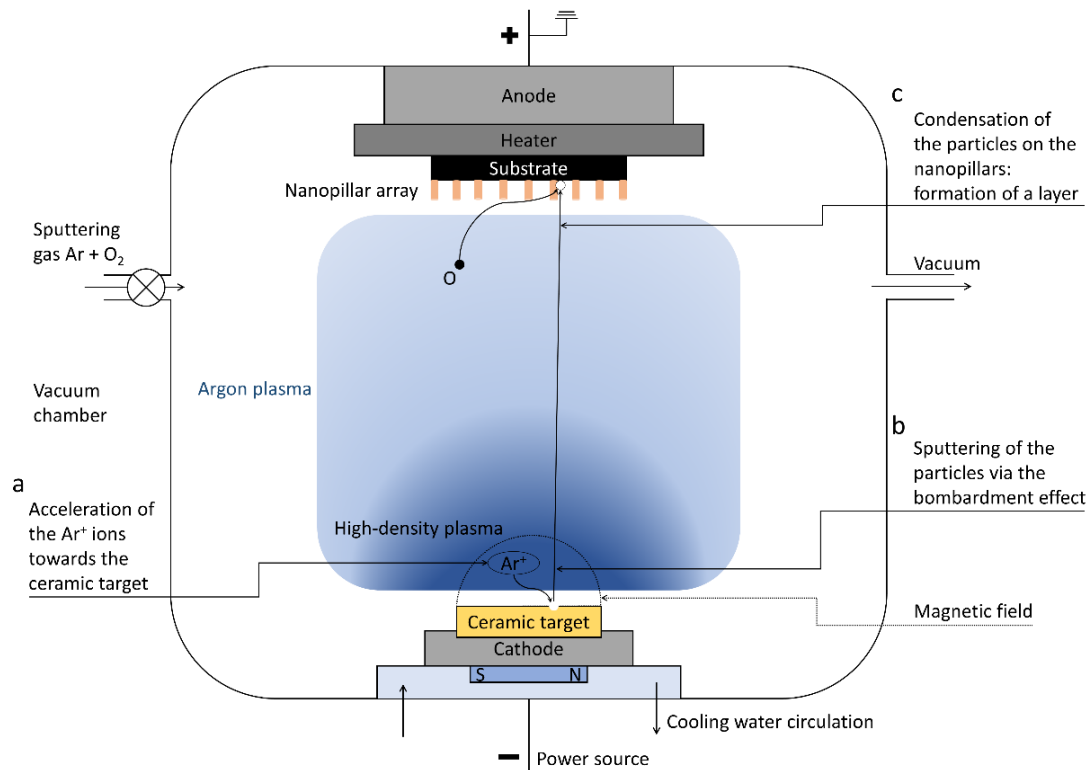 +
Anode
Heater
Substrate
Nanopillar array
c
Condensation of
the particles on the
nanopillars:
formation of a layer
Sputtering
gas Ar + O₂
O
Vacuum
Argon plasma
Vacuum
chamber
b
Sputtering of the
particles via the
bombardment effect
a
Acceleration of
the Ar⁺ ions
towards the
ceramic target
High-density plasma
Ar⁺
Magnetic field
Ceramic target
Cathode
S N
Cooling water circulation
– Power source